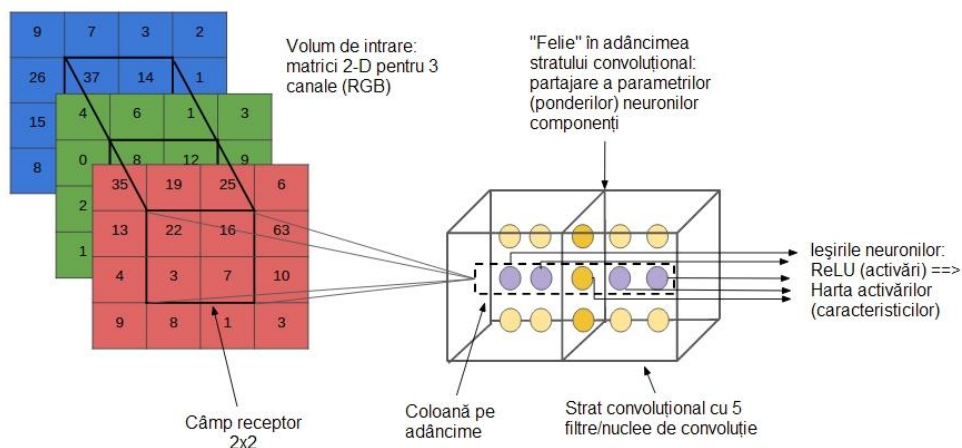 9 7 3 2
26 37 14 1
15
8
4 6 1 3
0 8 12 9
2
1
35 19 25 6
13 22 16 63
4 3 7 10
9 8 1 3
Volum de intrare:
matrici 2-D pentru 3
canale (RGB)
"Felie" în adâncimea
stratului convoluțional:
partajare a parametrilor
(ponderilor) neuronilor
componenți
Ieșirile neuronilor:
ReLU (activări) ==>
Harta activărilor
(caracteristicilor)
Câmp receptor
2x2
Coloană pe
adâncime
Strat convoluțional cu 5
filtre/nuclee de convoluție